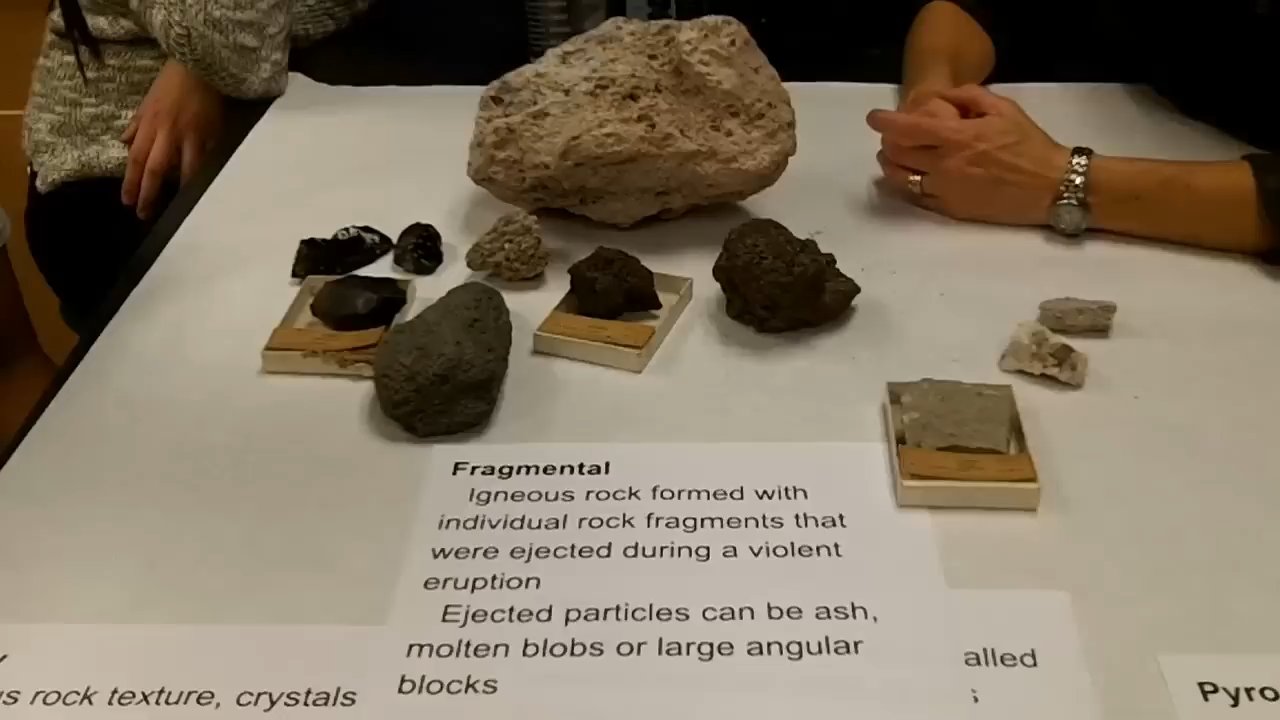 Fragmental
Igneous rock formed with
individual rock fragments that
were ejected during a violent
eruption
Ejected particles can be ash,
molten blobs or large angular
blocks
rock texture, crystals
alled
;
Pyro